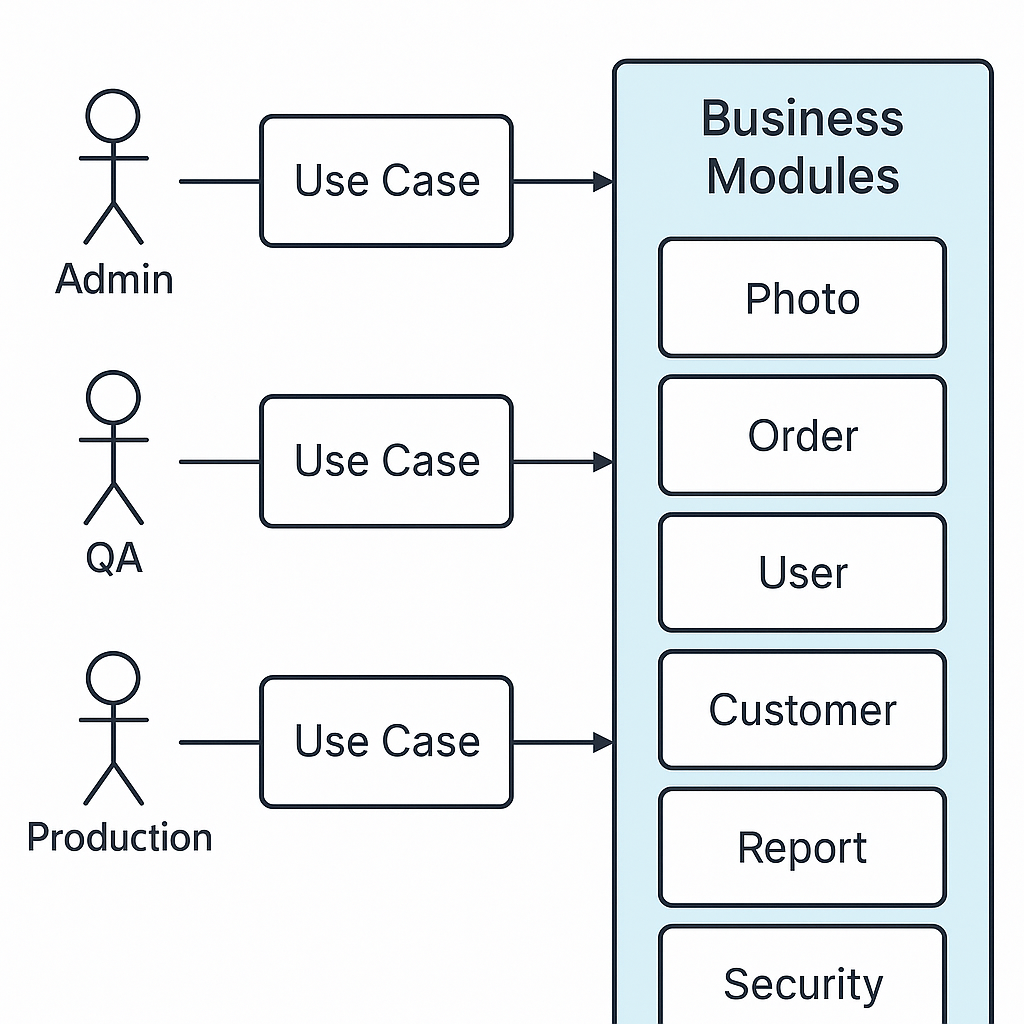 Admin
Use Case
QA
Use Case
Production
Use Case
Business
Modules
Photo
Order
User
Customer
Report
Security